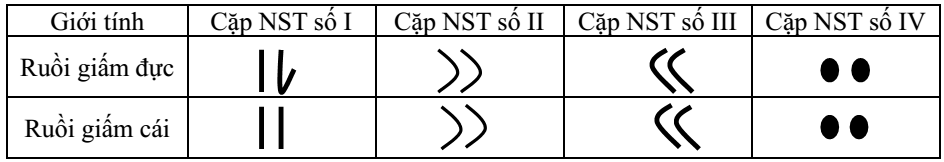 Giới tính Cặp NST số I Cặp NST số II Cặp NST số III Cặp NST số IV
Ruồi giấm đực
Ruồi giấm cái